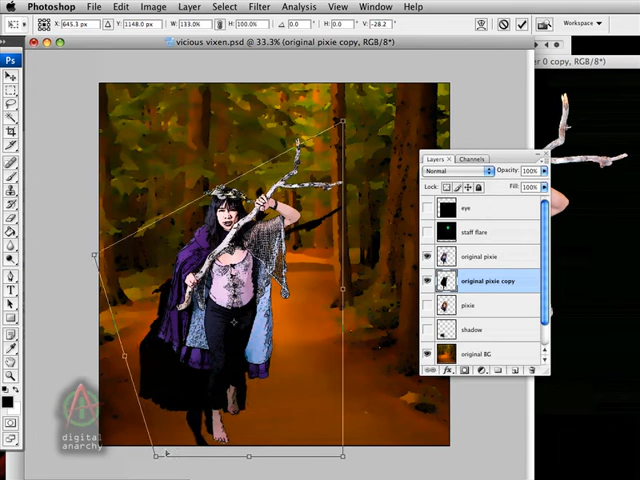 Photoshop File Edit Image Layer Select Filter Analysis View Window Help
X: 645.3 px Y: 1148.0 px W: 133.0% H: 100.0% 0.0 H: 0.0 V: -28.2 Workspace
vicious vixen.psd @ 33.3% (original pixie copy, RGB/8*)
er 0 copy, RGB/8*)
Ps
Layers Channels
Normal Opacity: 100%
Lock: Fill: 100%
eye
staff flare
original pixie
original pixie copy
pixie
shadow
original BG
fx
digital
anarchy